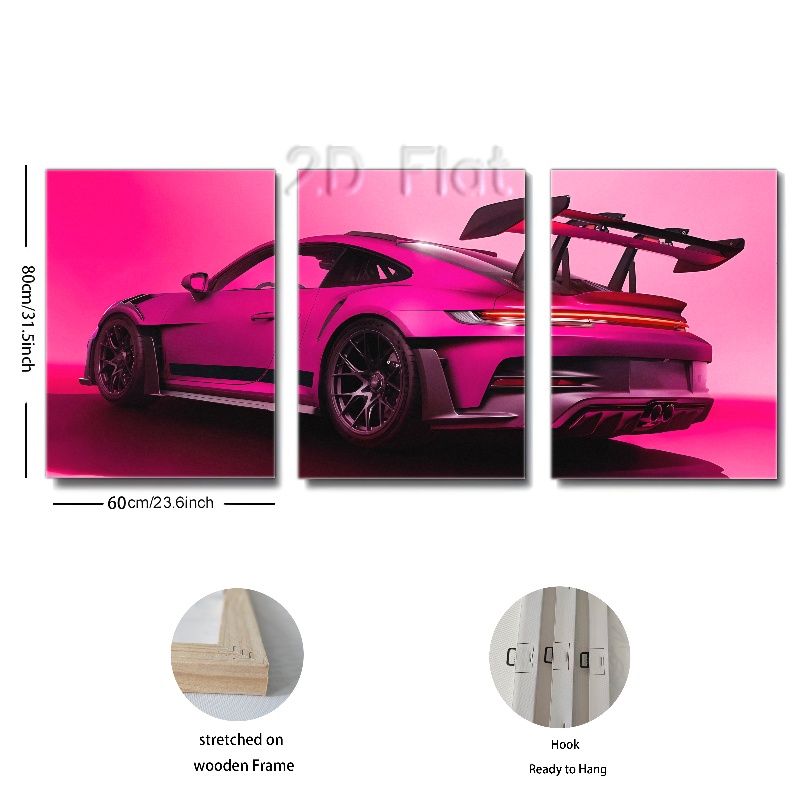 2D Flat
80cm/31.5inch
60cm/23.6inch
stretched on
wooden Frame
Hook
Ready to Hang